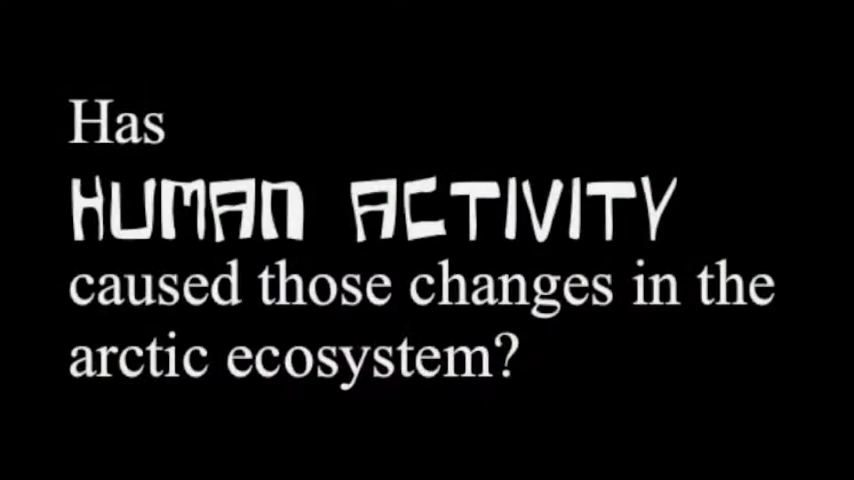 Has
HUMAN ACTIVITY
caused those changes in the
arctic ecosystem?